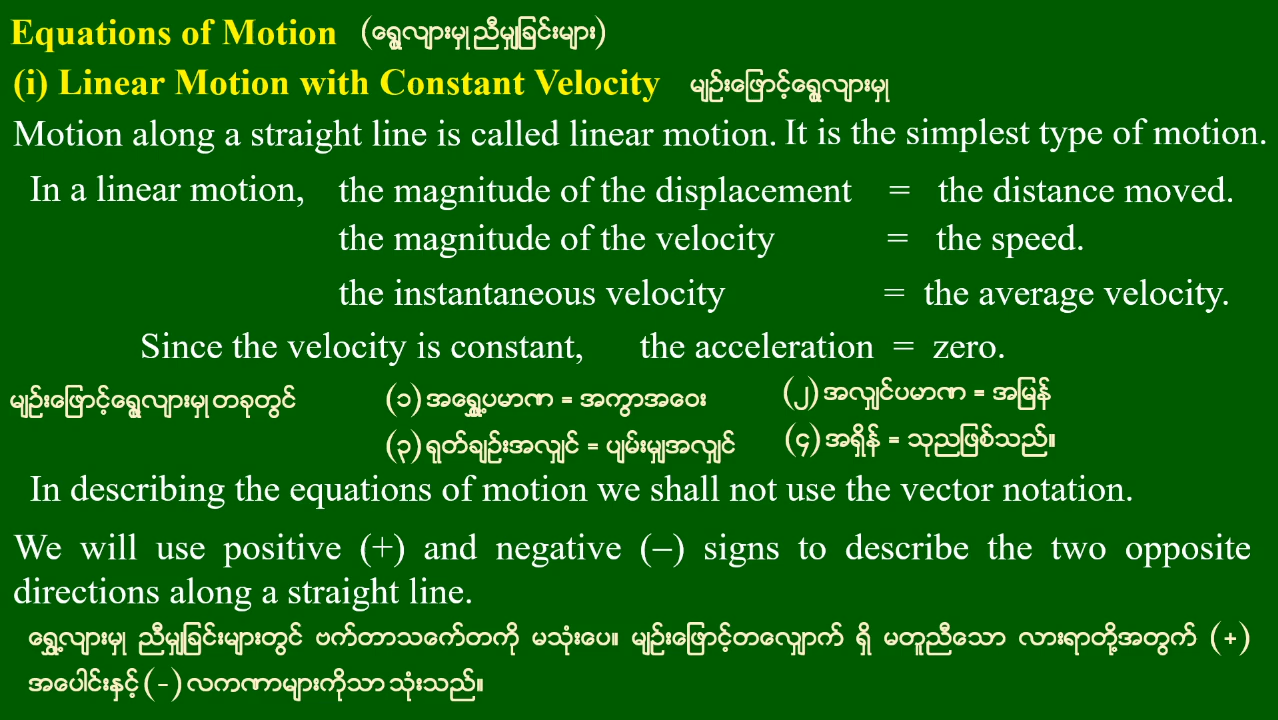 Equations of Motion (ရွေ့လျားမှု ညီမျှခြင်းများ)
(i) Linear Motion with Constant Velocity မျဉ်းဖြောင့်ရွေ့လျားမှု
Motion along a straight line is called linear motion. It is the simplest type of motion.
In a linear motion, the magnitude of the displacement = the distance moved.
the magnitude of the velocity = the speed.
the instantaneous velocity = the average velocity.
Since the velocity is constant, the acceleration = zero.
မျဉ်းဖြောင့်ရွေ့လျားမှု တခုတွင် (၁) အရွှေ့ပမာဏ = အကွာအဝေး (၂) အလျှင်ပမာဏ = အမြန်
(၃) ရုတ်ချဉ်းအလျှင် = ပျမ်းမျှအလျှင် (၄) အရှိန် = သုညဖြစ်သည်။
In describing the equations of motion we shall not use the vector notation.
We will use positive (+) and negative (–) signs to describe the two opposite
directions along a straight line.
ရွှေ့လျားမှု ညီမျှခြင်းများတွင် ဗက်တာသင်္ကေတကို မသုံးပေ။ မျဉ်းဖြောင့်တလျှောက် ရှိ မတူညီသော လားရာတို့အတွက် (+)
အပေါင်းနှင့် (-) လက္ခဏာများကိုသာ သုံးသည်။